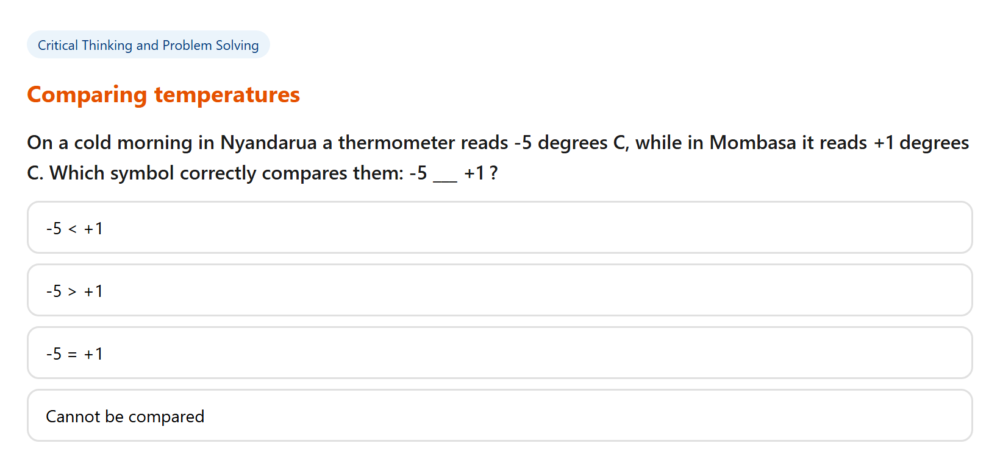 Critical Thinking and Problem Solving
Comparing temperatures
On a cold morning in Nyandarua a thermometer reads -5 degrees C, while in Mombasa it reads +1 degrees
C. Which symbol correctly compares them: -5 ___ +1 ?
-5 < +1
-5 > +1
-5 = +1
Cannot be compared